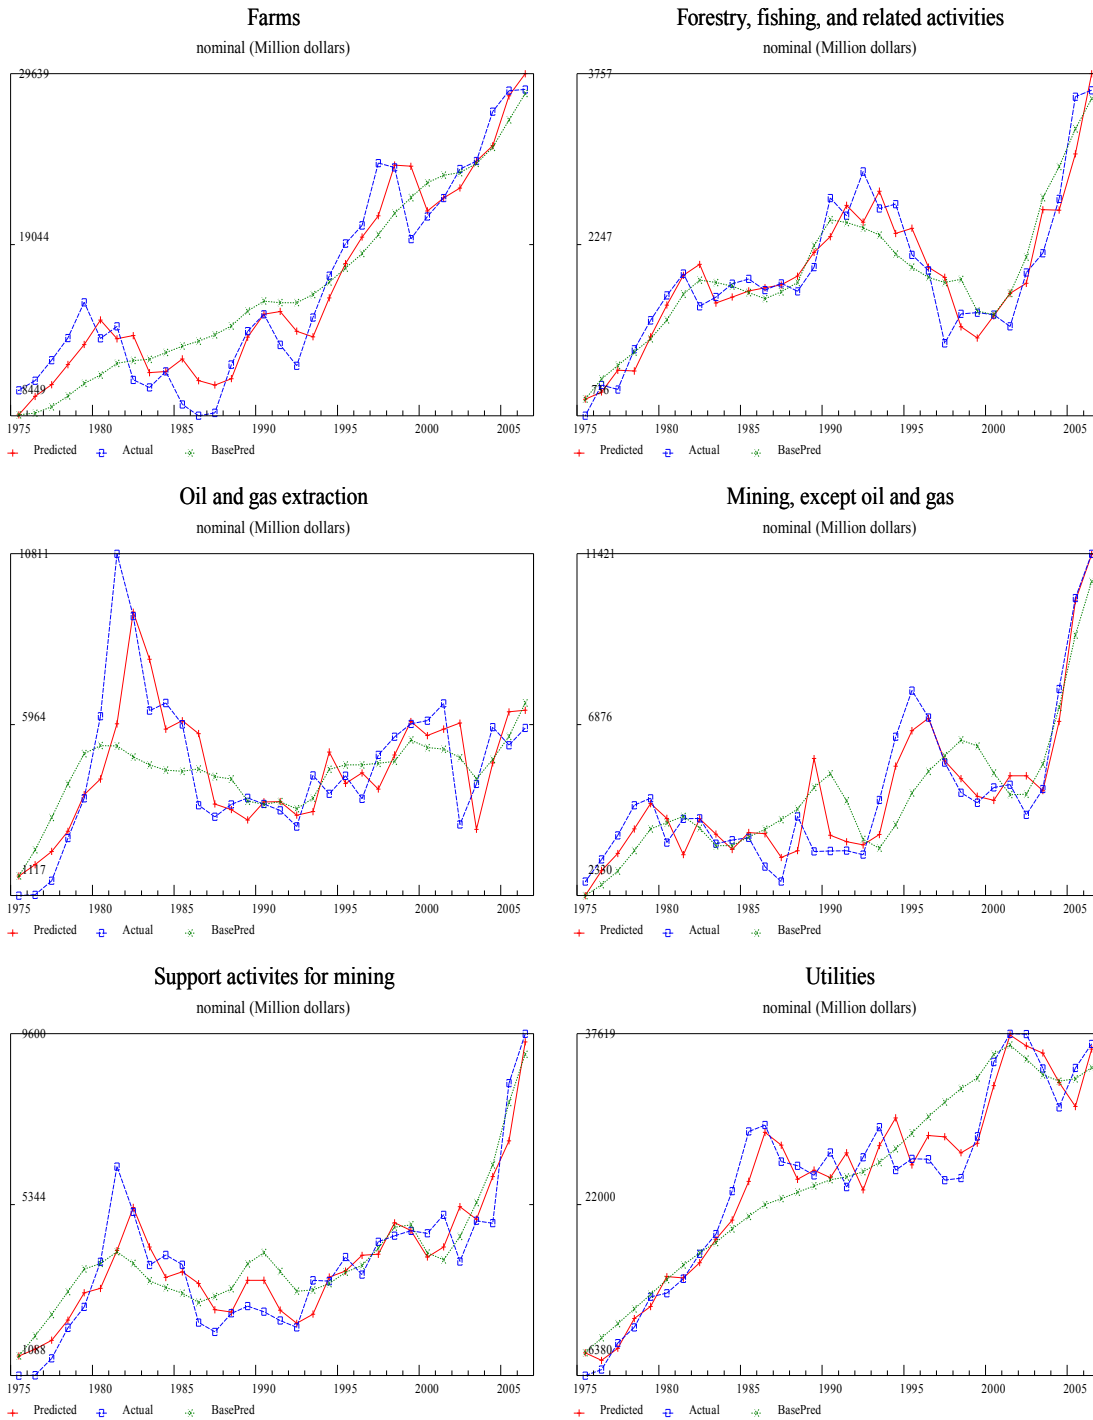 Farms
nominal (Million dollars)
29639
19044
8449
1975 1980 1985 1990 1995 2000 2005
Predicted Actual BasePred
Forestry, fishing, and related activities
nominal (Million dollars)
3757
2247
736
1975 1980 1985 1990 1995 2000 2005
Predicted Actual BasePred
Oil and gas extraction
nominal (Million dollars)
10811
5964
1117
1975 1980 1985 1990 1995 2000 2005
Predicted Actual BasePred
Mining, except oil and gas
nominal (Million dollars)
11421
6876
2330
1975 1980 1985 1990 1995 2000 2005
Predicted Actual BasePred
Support activites for mining
nominal (Million dollars)
9600
5344
1088
1975 1980 1985 1990 1995 2000 2005
Predicted Actual BasePred
Utilities
nominal (Million dollars)
37619
22000
6380
1975 1980 1985 1990 1995 2000 2005
Predicted Actual BasePred